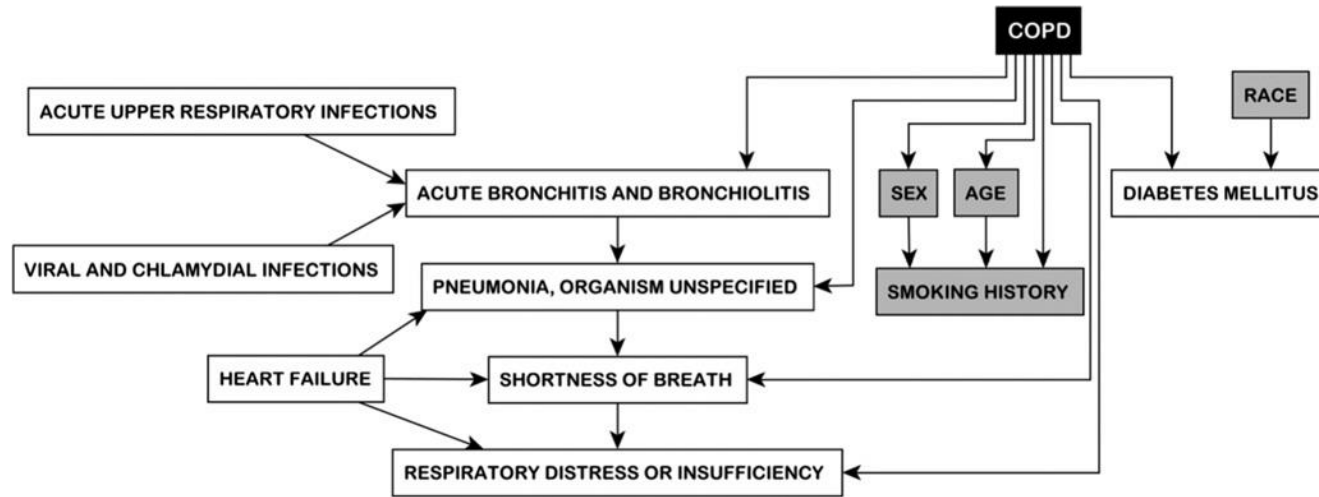 COPD
RACE
ACUTE UPPER RESPIRATORY INFECTIONS
ACUTE BRONCHITIS AND BRONCHIOLITIS
SEX
AGE
DIABETES MELLITUS
VIRAL AND CHLAMYDIAL INFECTIONS
PNEUMONIA, ORGANISM UNSPECIFIED
SMOKING HISTORY
HEART FAILURE
SHORTNESS OF BREATH
RESPIRATORY DISTRESS OR INSUFFICIENCY